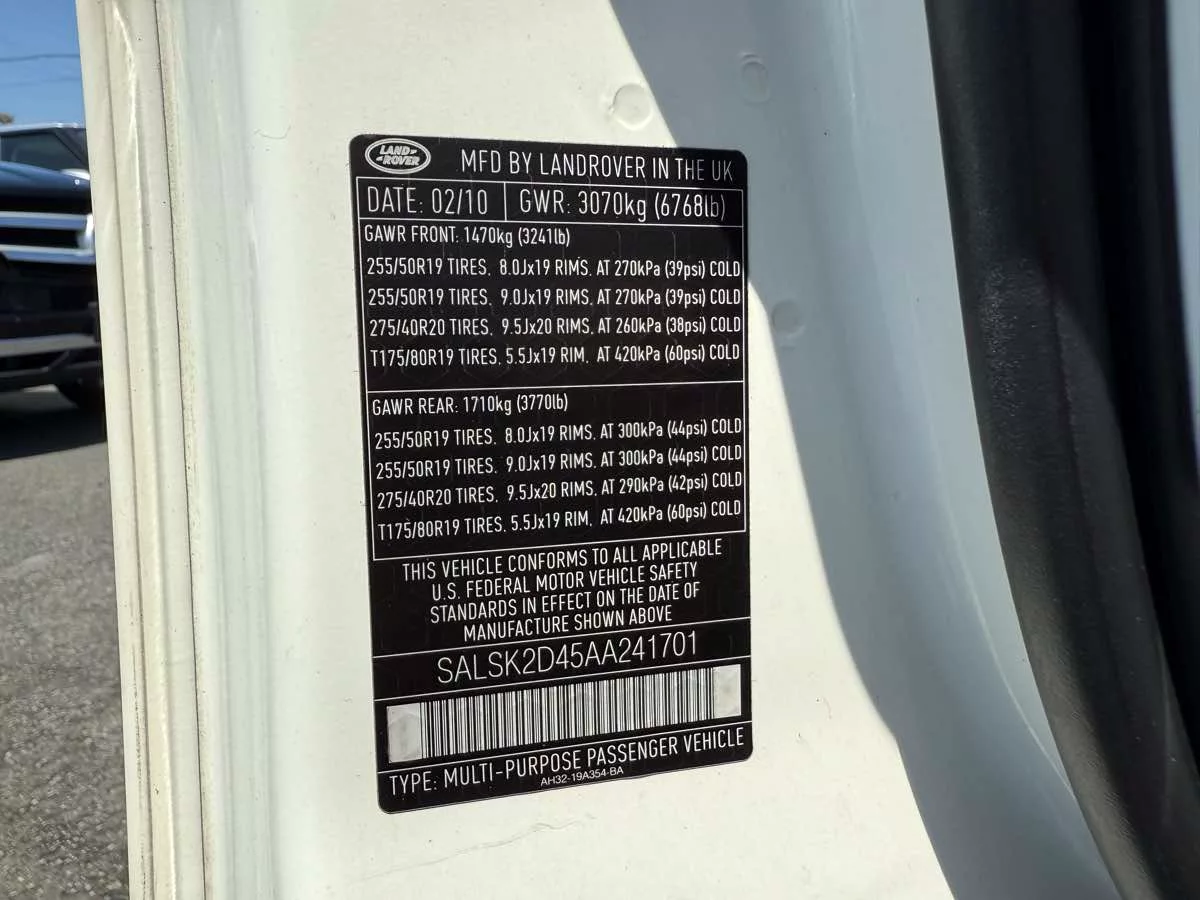 LAND-
-ROVER
MFD BY LANDROVER IN THE UK
DATE: 02/10 GWR: 3070kg (6768lb)
GAWR FRONT: 1470kg (3241lb)
255/50R19 TIRES, 8.0Jx19 RIMS, AT 270kPa (39psi) COLD
255/50R19 TIRES, 9.0Jx19 RIMS, AT 270kPa (39psi) COLD
275/40R20 TIRES, 9.5Jx20 RIMS, AT 260kPa (38psi) COLD
T175/80R19 TIRES, 5.5Jx19 RIM, AT 420kPa (60psi) COLD
GAWR REAR: 1710kg (3770lb)
255/50R19 TIRES, 8.0Jx19 RIMS, AT 300kPa (44psi) COLD
255/50R19 TIRES, 9.0Jx19 RIMS, AT 300kPa (44psi) COLD
275/40R20 TIRES, 9.5Jx20 RIMS, AT 290kPa (42psi) COLD
T175/80R19 TIRES, 5.5Jx19 RIM, AT 420kPa (60psi) COLD
THIS VEHICLE CONFORMS TO ALL APPLICABLE
U.S. FEDERAL MOTOR VEHICLE SAFETY
STANDARDS IN EFFECT ON THE DATE OF
MANUFACTURE SHOWN ABOVE
SALSK2D45AA241701
TYPE: MULTI-PURPOSE PASSENGER VEHICLE
AH32-19A354-BA